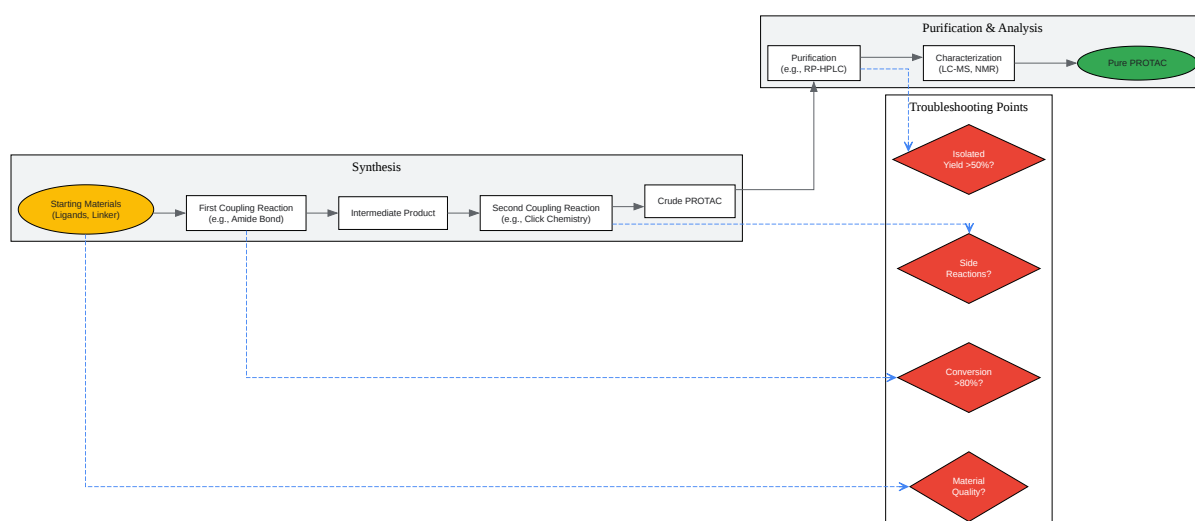 Purification & Analysis
Purification
(e.g., RP-HPLC)
Characterization
(LC-MS, NMR)
Pure PROTAC
Troubleshooting Points
Isolated
Yield >50%?
Synthesis
Starting Materials
(Ligands, Linker)
First Coupling Reaction
(e.g., Amide Bond)
Intermediate Product
Second Coupling Reaction
(e.g., Click Chemistry)
Crude PROTAC
Side
Reactions?
Conversion
>80%?
Material
Quality?